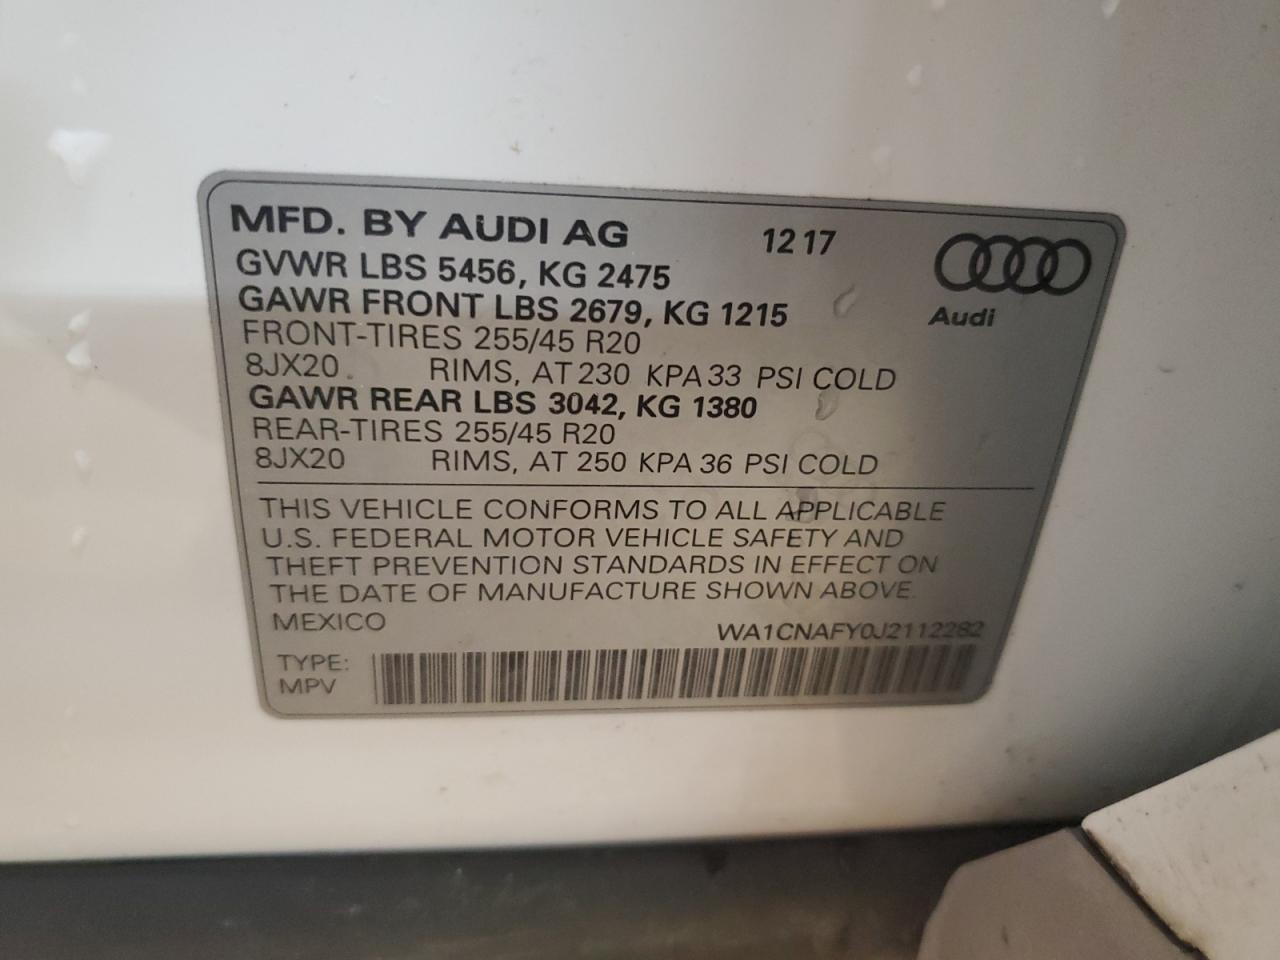 MFD. BY AUDI AG 12 17
GVWR LBS 5456, KG 2475
GAWR FRONT LBS 2679, KG 1215
Audi
FRONT-TIRES 255/45 R20
8JX20 RIMS, AT 230 KPA 33 PSI COLD
GAWR REAR LBS 3042, KG 1380
REAR-TIRES 255/45 R20
8JX20 RIMS, AT 250 KPA 36 PSI COLD
THIS VEHICLE CONFORMS TO ALL APPLICABLE
U.S. FEDERAL MOTOR VEHICLE SAFETY AND
THEFT PREVENTION STANDARDS IN EFFECT ON
THE DATE OF MANUFACTURE SHOWN ABOVE.
MEXICO WA1CNAFY0J2112282
TYPE:
MPV